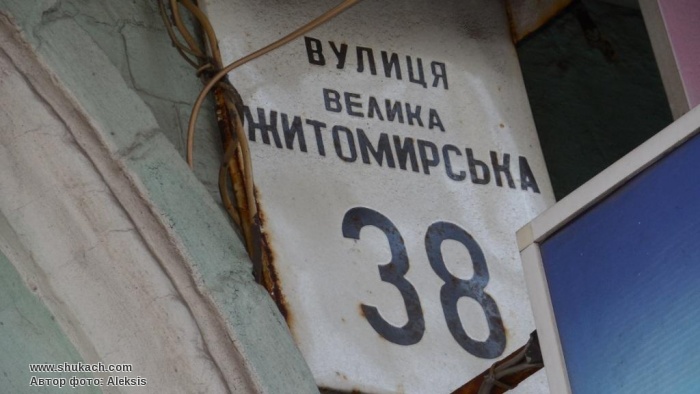 ВУЛИЦЯ
ВЕЛИКА
ЖИТОМИРСЬКА
38
www.shukach.com
Автор фото: Aleksis